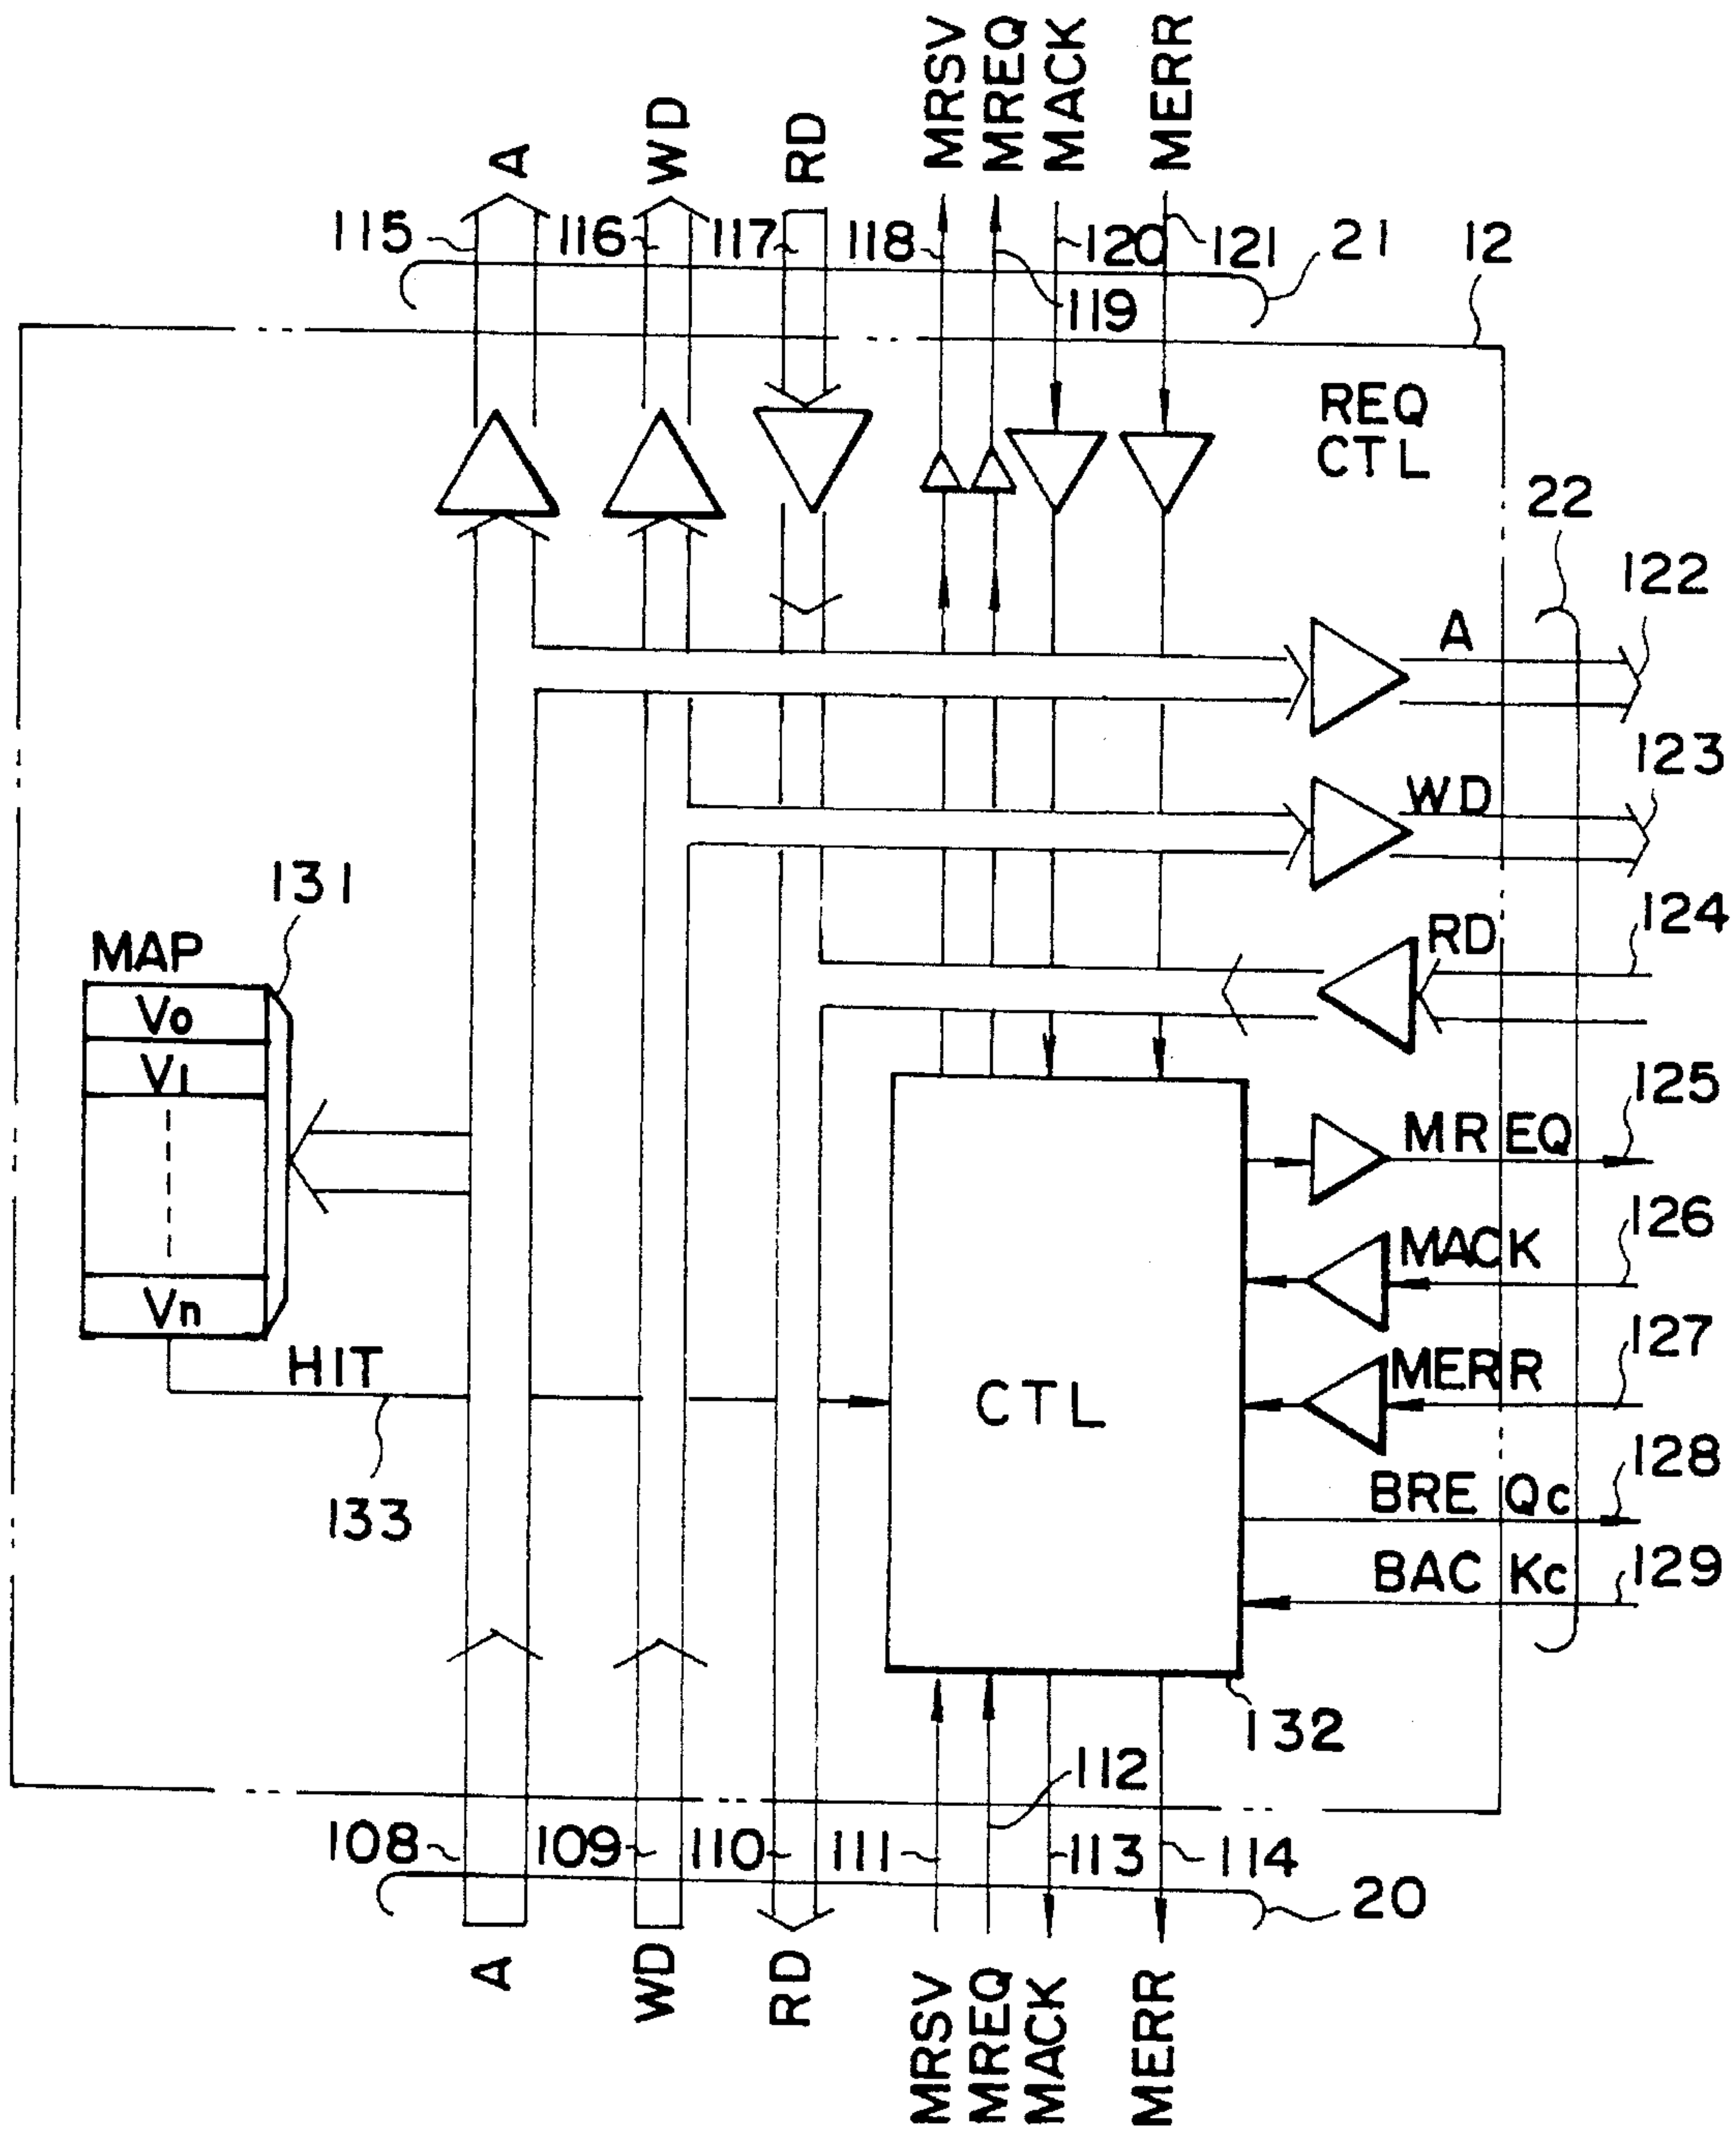 MRSV
MREQ
MACK
MERR
A
WD
RD
115
116
117
118
120
121
21
12
119
REQ
CTL
22
122
A
123
WD
131
124
RD
MAP
V0
V1
125
MREQ
126
MACK
Vn
127
HIT
MERR
CTL
128
BREQc
133
129
BACKc
132
112
108
109
110
111
113
114
20
A
WD
RD
MRSV
MREQ
MACK
MERR